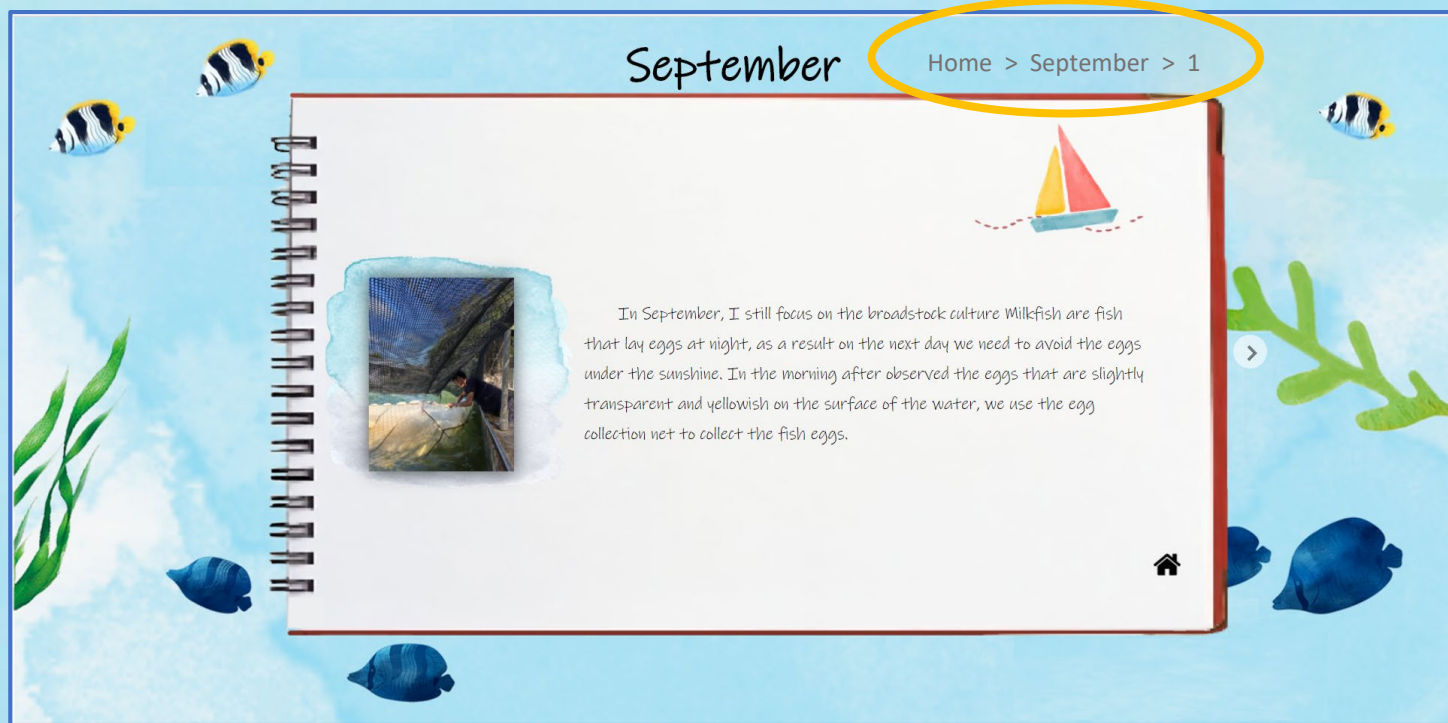 September
Home > September > 1
In September, I still focus on the broadstock culture Milkfish are fish
that lay eggs at night, as a result on the next day we need to avoid the eggs
under the sunshine. In the morning after observed the eggs that are slightly
transparent and yellowish on the surface of the water, we use the egg
collection net to collect the fish eggs.